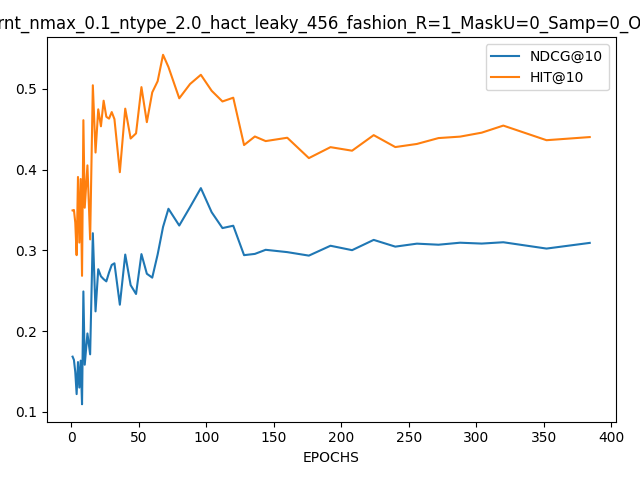 rnt_nmax_0.1_ntype_2.0_hact_leaky_456_fashion_R=1_MaskU=0_Samp=0_O
NDCG@10
HIT@10
0.5
0.4
0.3
0.2
0.1
0 50 100 150 200 250 300 350 400
EPOCHS